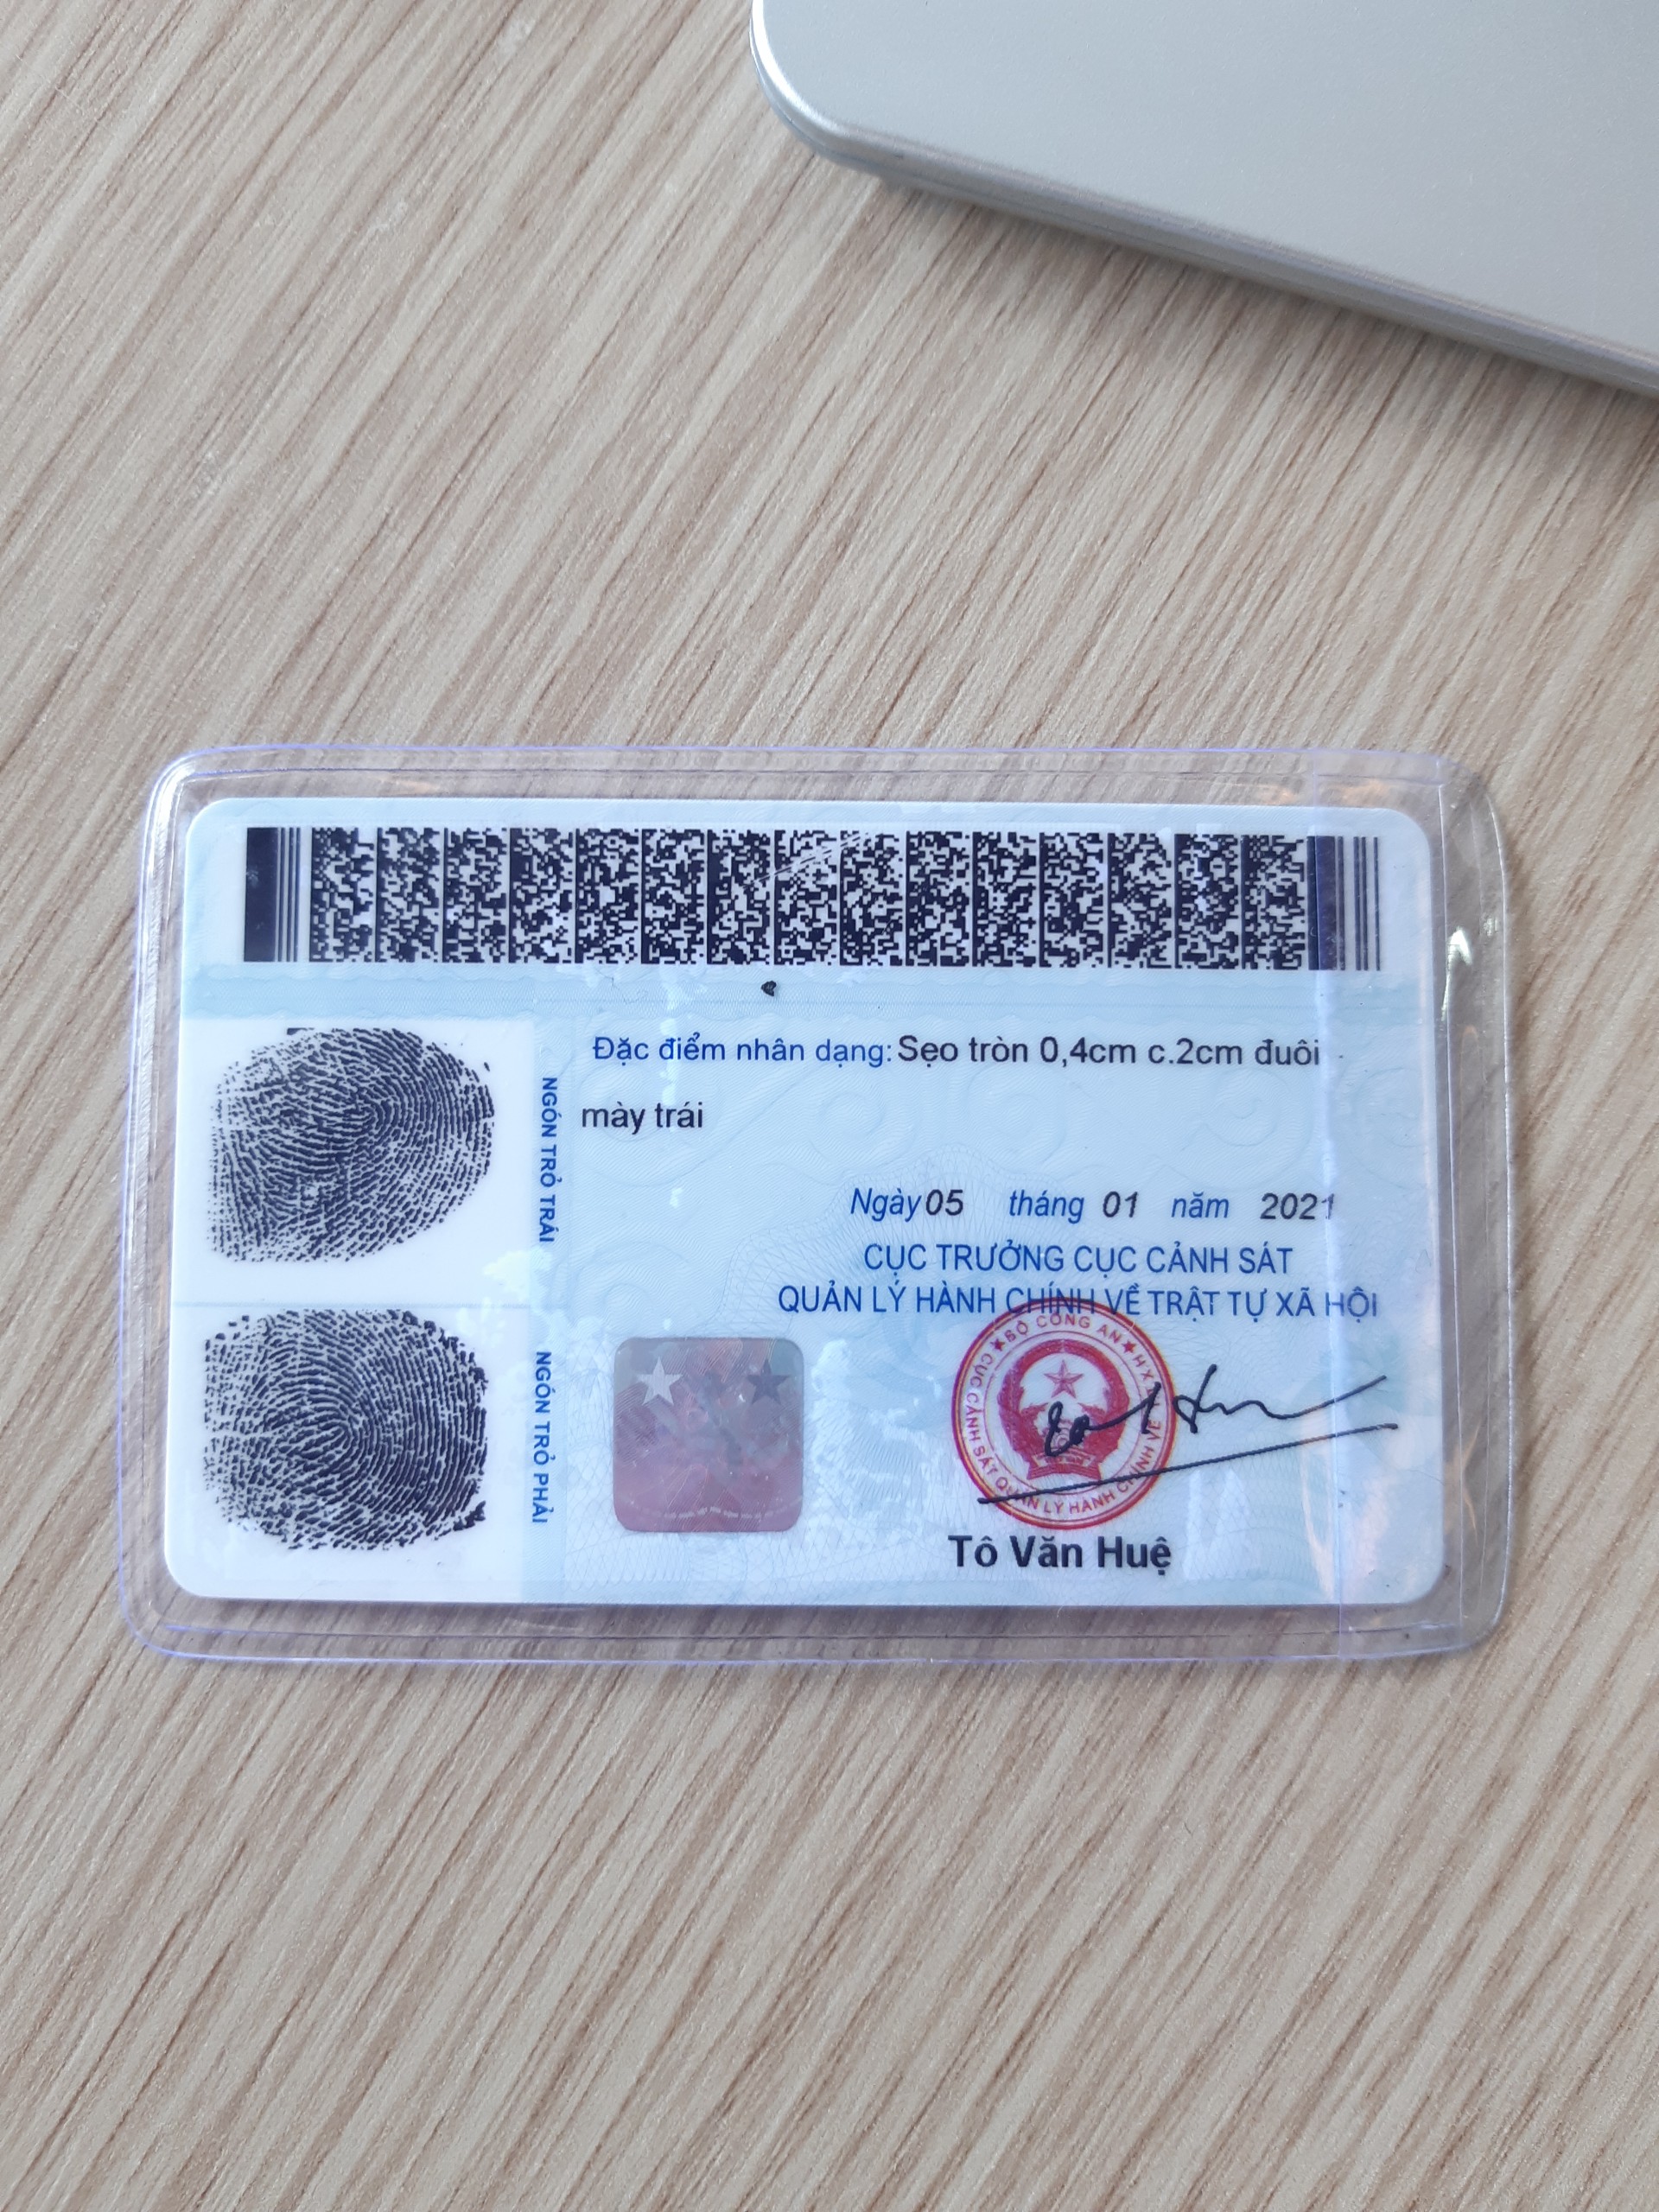 Đặc điểm nhân dạng: Sẹo tròn 0,4cm c.2cm đuôi
mày trái
NGÓN TRỎ TRÁI
NGÓN TRỎ PHẢI
Ngày 05 tháng 01 năm 2021
CỤC TRƯỞNG CỤC CẢNH SÁT
QUẢN LÝ HÀNH CHÍNH VỀ TRẬT TỰ XÃ HỘI
BỘ CÔNG AN
CỤC CẢNH SÁT QUẢN LÝ HÀNH CHÍNH VỀ
Tô Văn Huệ